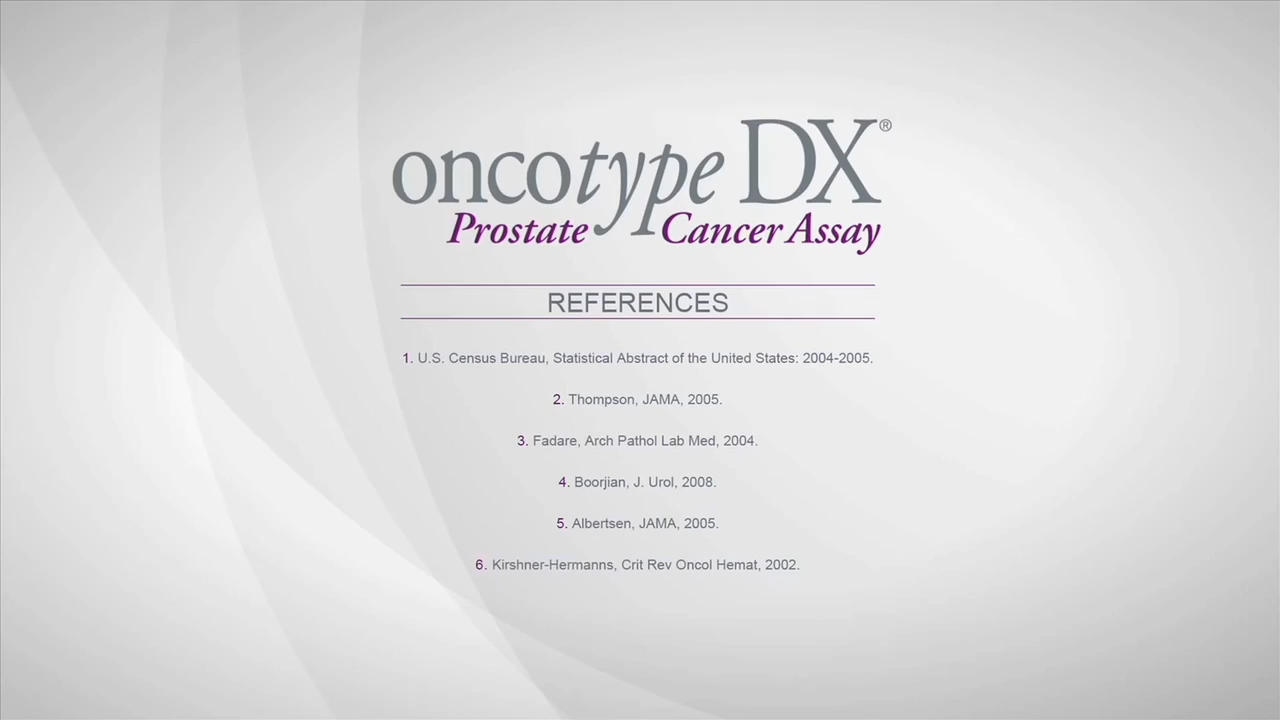 oncotype DX®
Prostate Cancer Assay
REFERENCES
1. U.S. Census Bureau, Statistical Abstract of the United States: 2004-2005.
2. Thompson, JAMA, 2005.
3. Fadare, Arch Pathol Lab Med, 2004.
4. Boorjian, J. Urol, 2008.
5. Albertsen, JAMA, 2005.
6. Kirshner-Hermanns, Crit Rev Oncol Hemat, 2002.